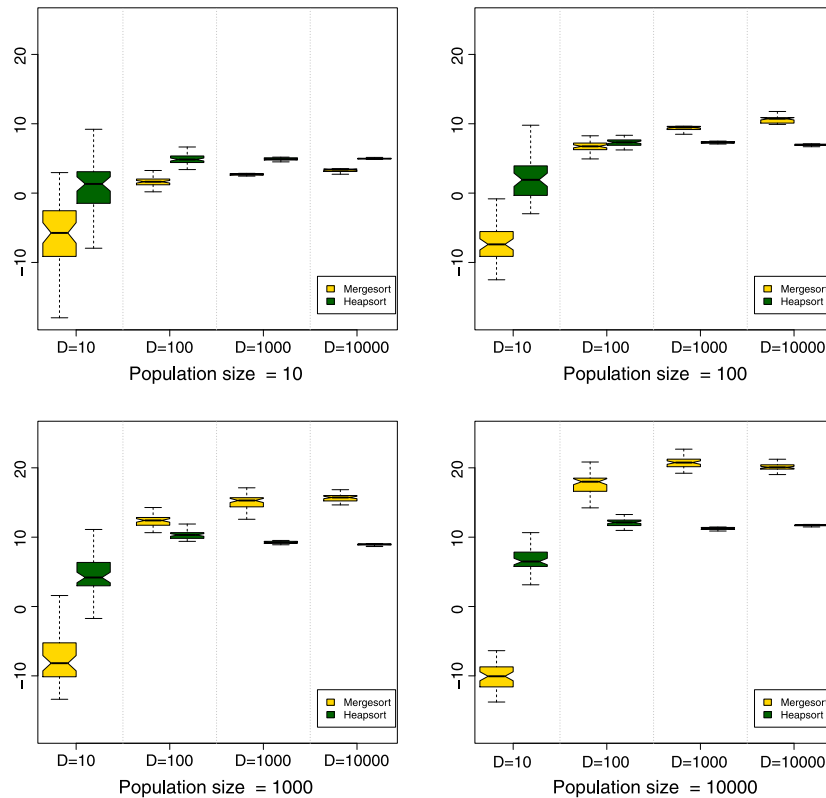 20
10
0
-10
Mergesort
Heapsort
D=10 D=100 D=1000 D=10000
Population size = 10
20
10
0
-10
Mergesort
Heapsort
D=10 D=100 D=1000 D=10000
Population size = 100
20
10
0
-10
Mergesort
Heapsort
D=10 D=100 D=1000 D=10000
Population size = 1000
20
10
0
-10
Mergesort
Heapsort
D=10 D=100 D=1000 D=10000
Population size = 10000